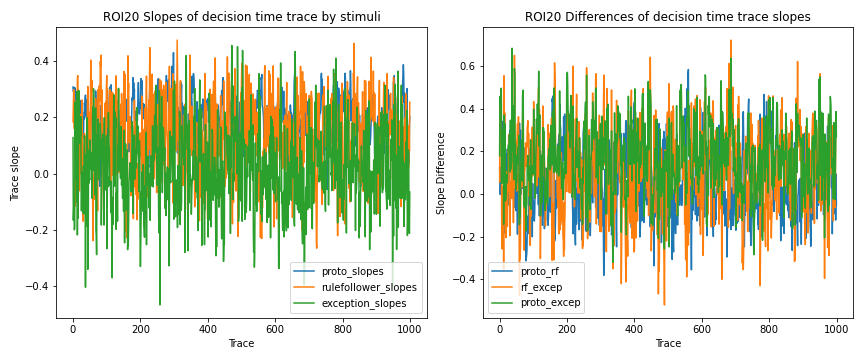 ROI20 Slopes of decision time trace by stimuli
Trace slope
0.4
0.2
0.0
−0.2
−0.4
proto_slopes
rulefollower_slopes
exception_slopes
0 200 400 600 800 1000
Trace
ROI20 Differences of decision time trace slopes
Slope Difference
0.6
0.4
0.2
0.0
−0.2
−0.4
proto_rf
rf_excep
proto_excep
0 200 400 600 800 1000
Trace